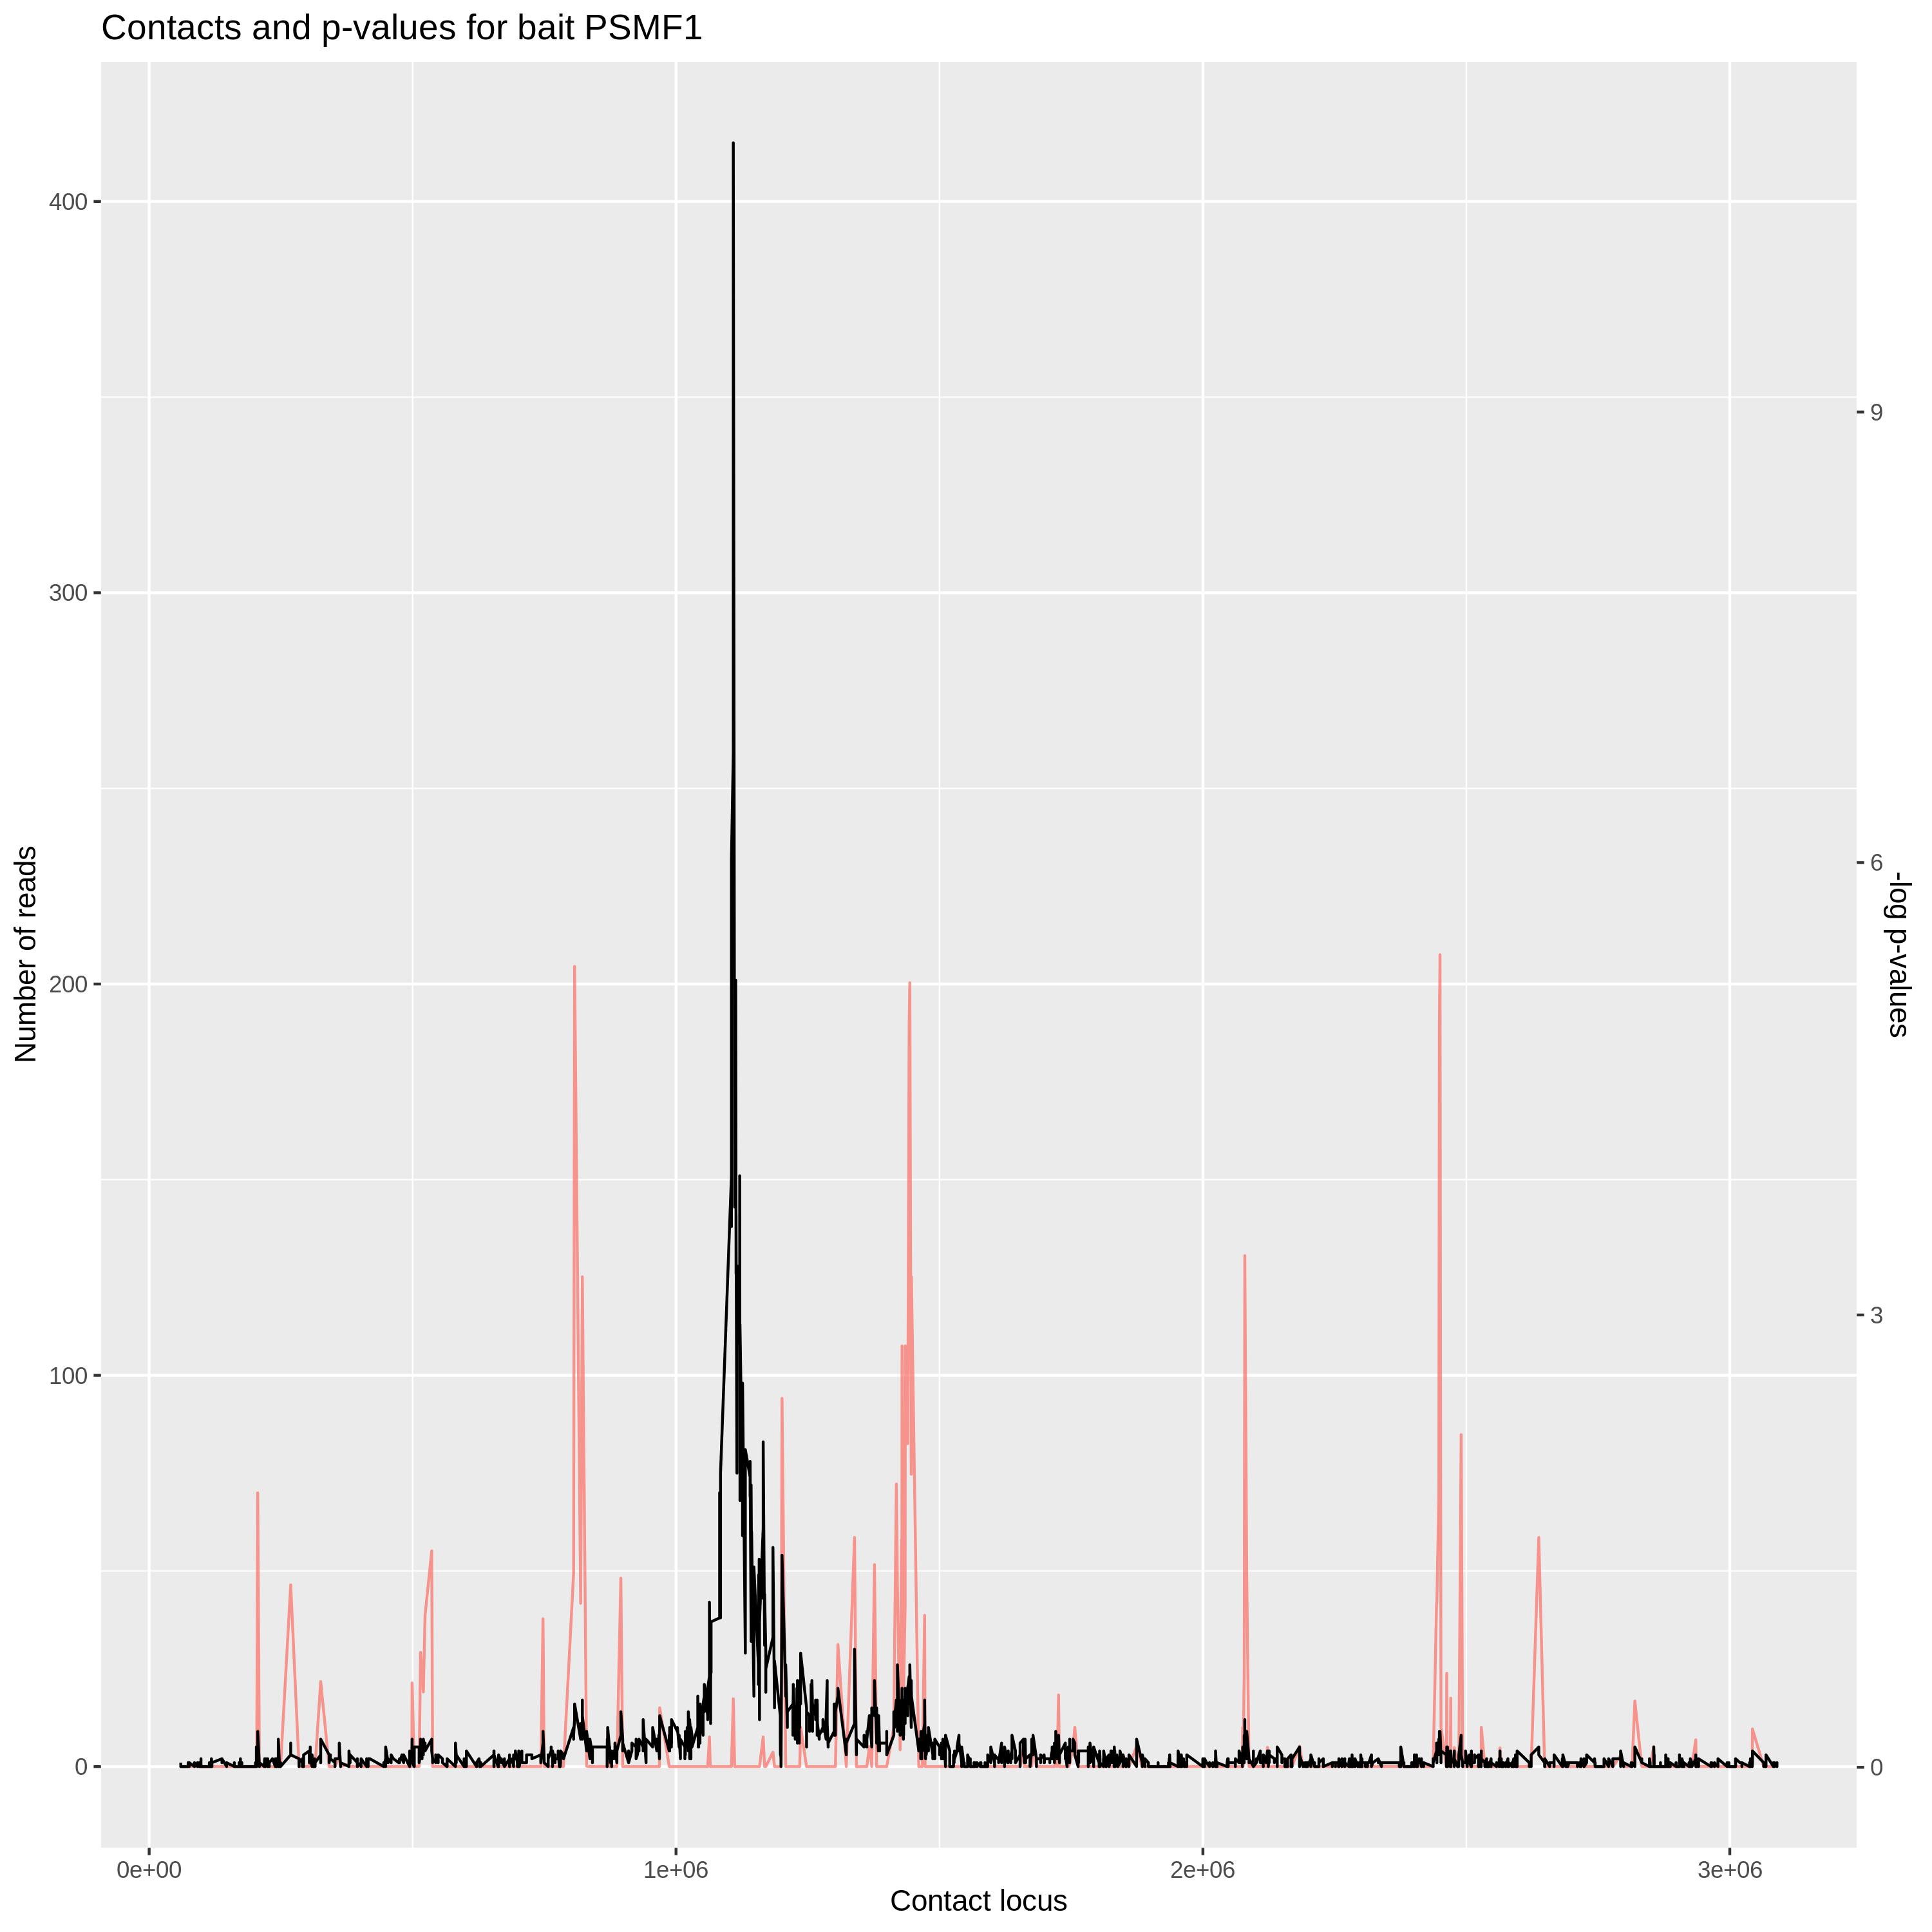 Contacts and p-values for bait PSMF1
400
300
200
100
0
Number of reads
9
6
3
0
-log p-values
0e+00 1e+06 2e+06 3e+06
Contact locus